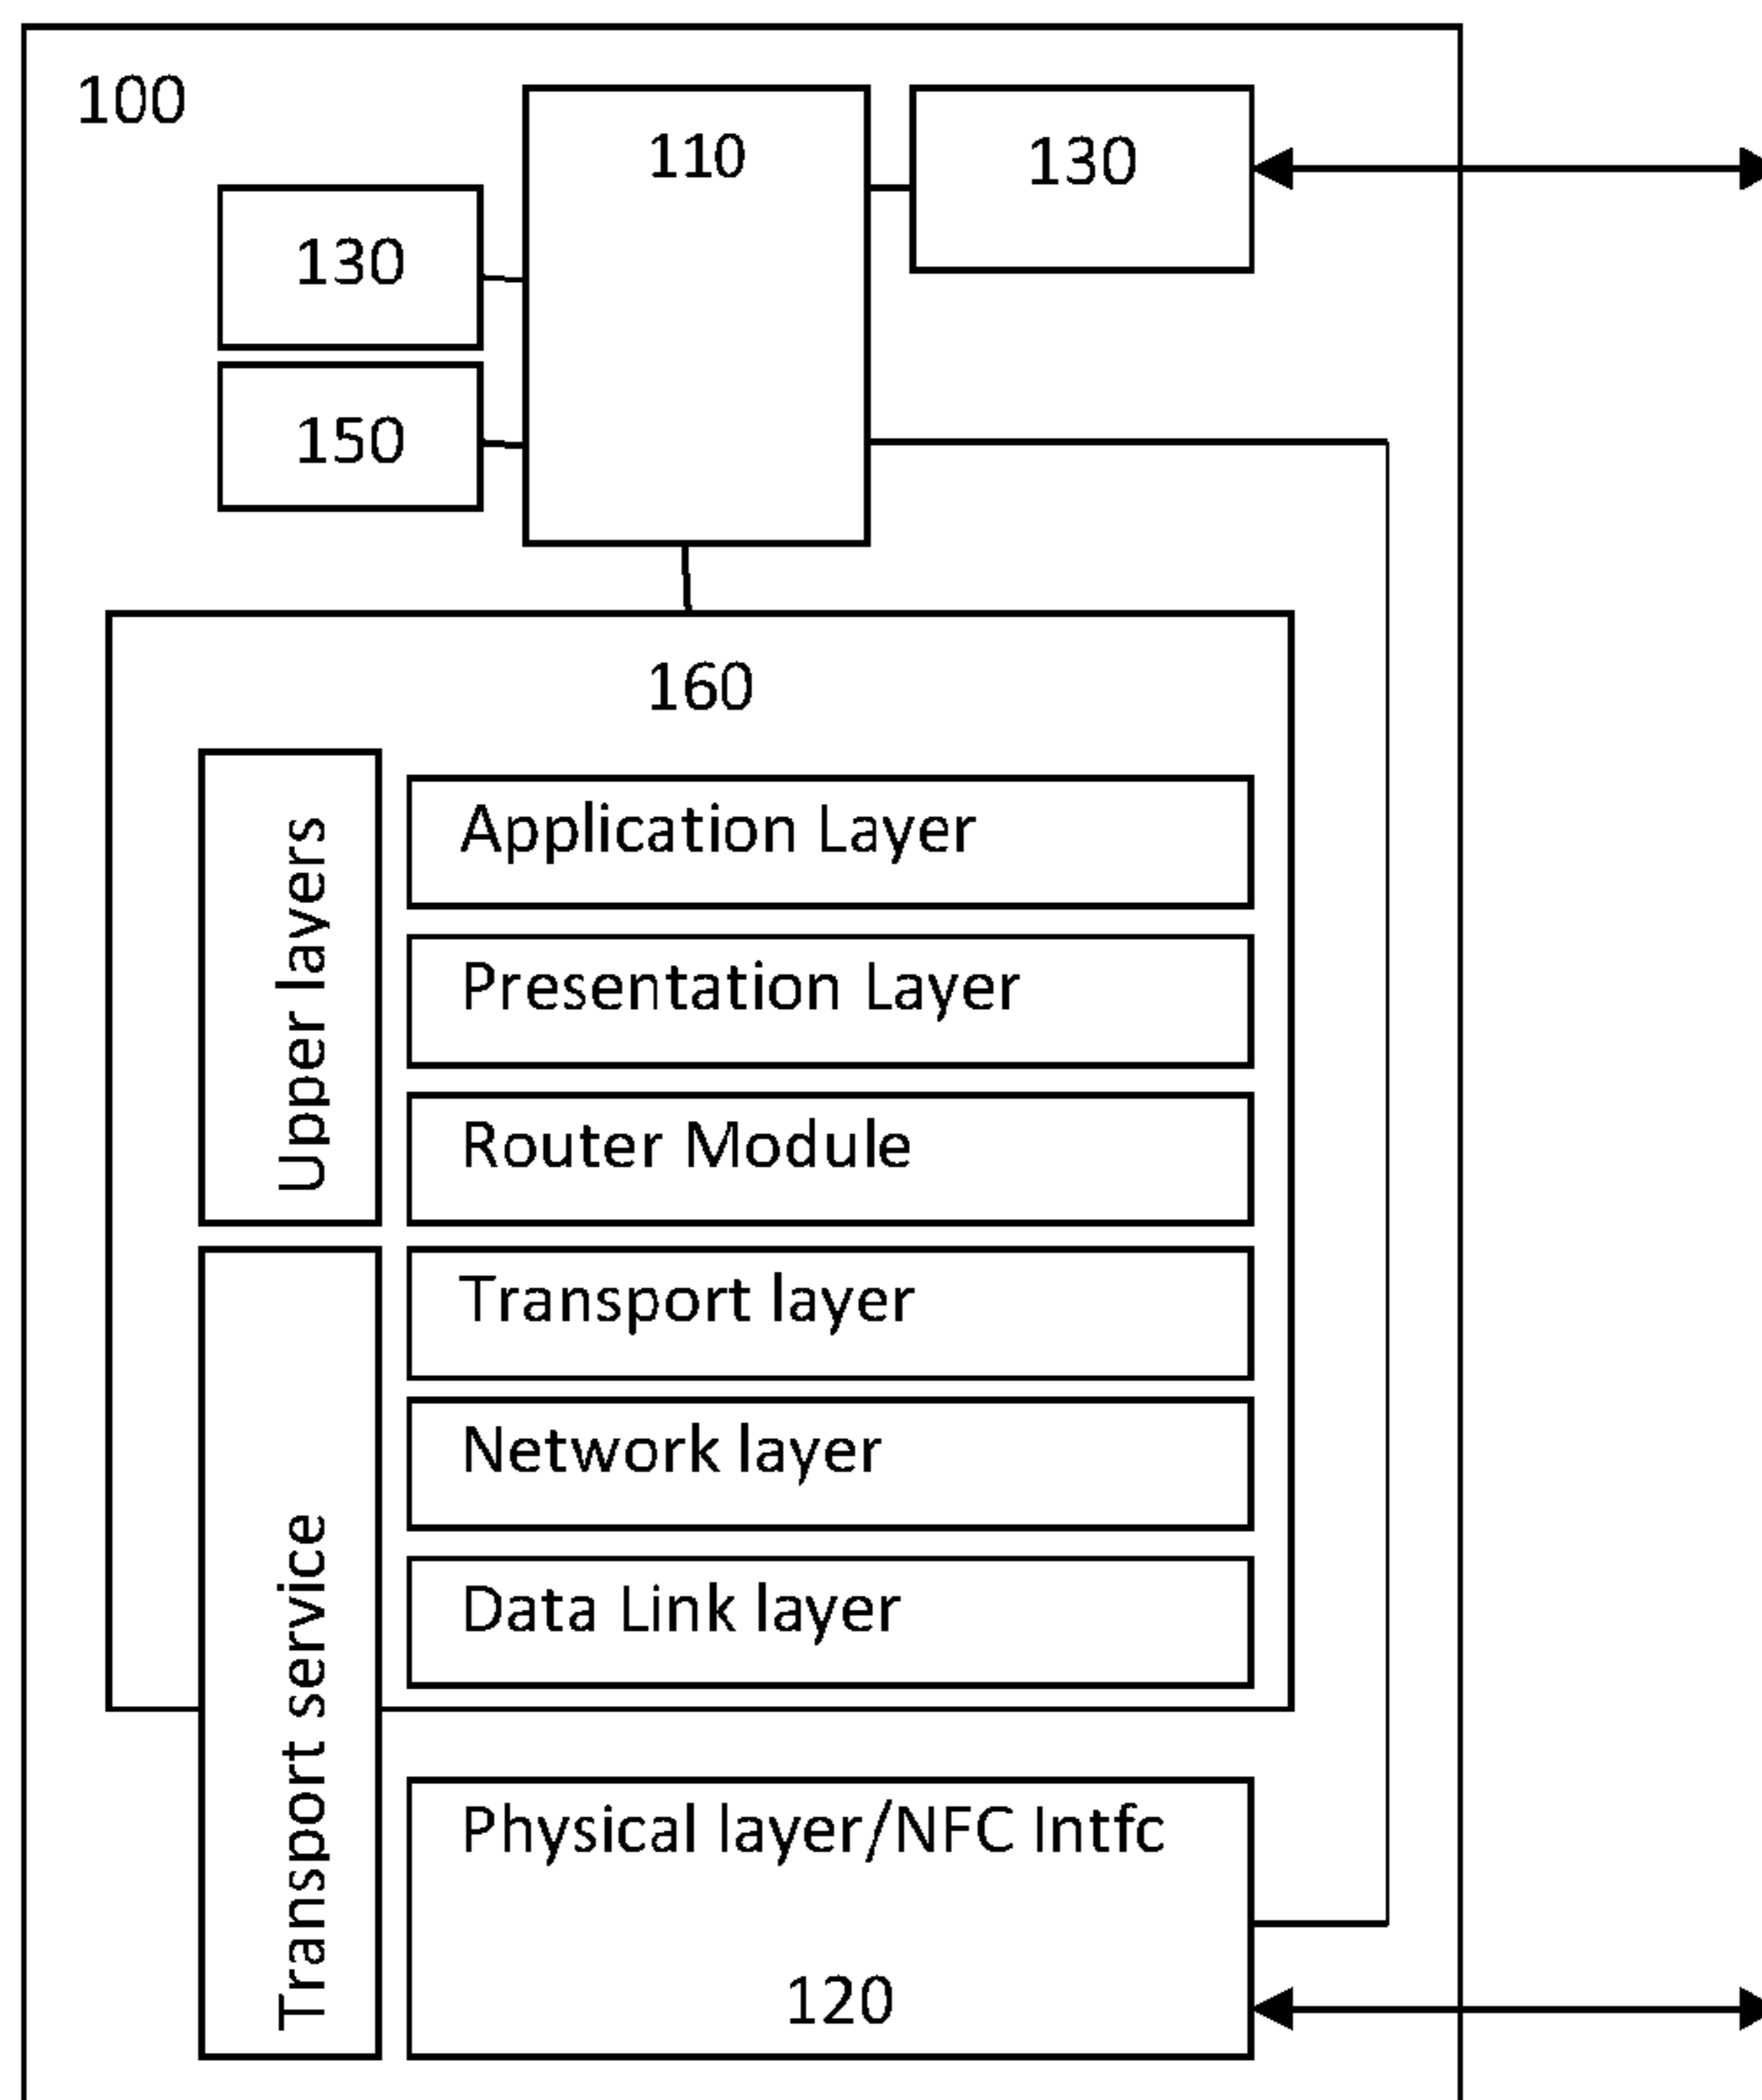 100
110
130
130
150
160
Upper layers
Application Layer
Presentation Layer
Router Module
Transport service
Transport layer
Network layer
Data Link layer
Physical layer/NFC Intfc
120